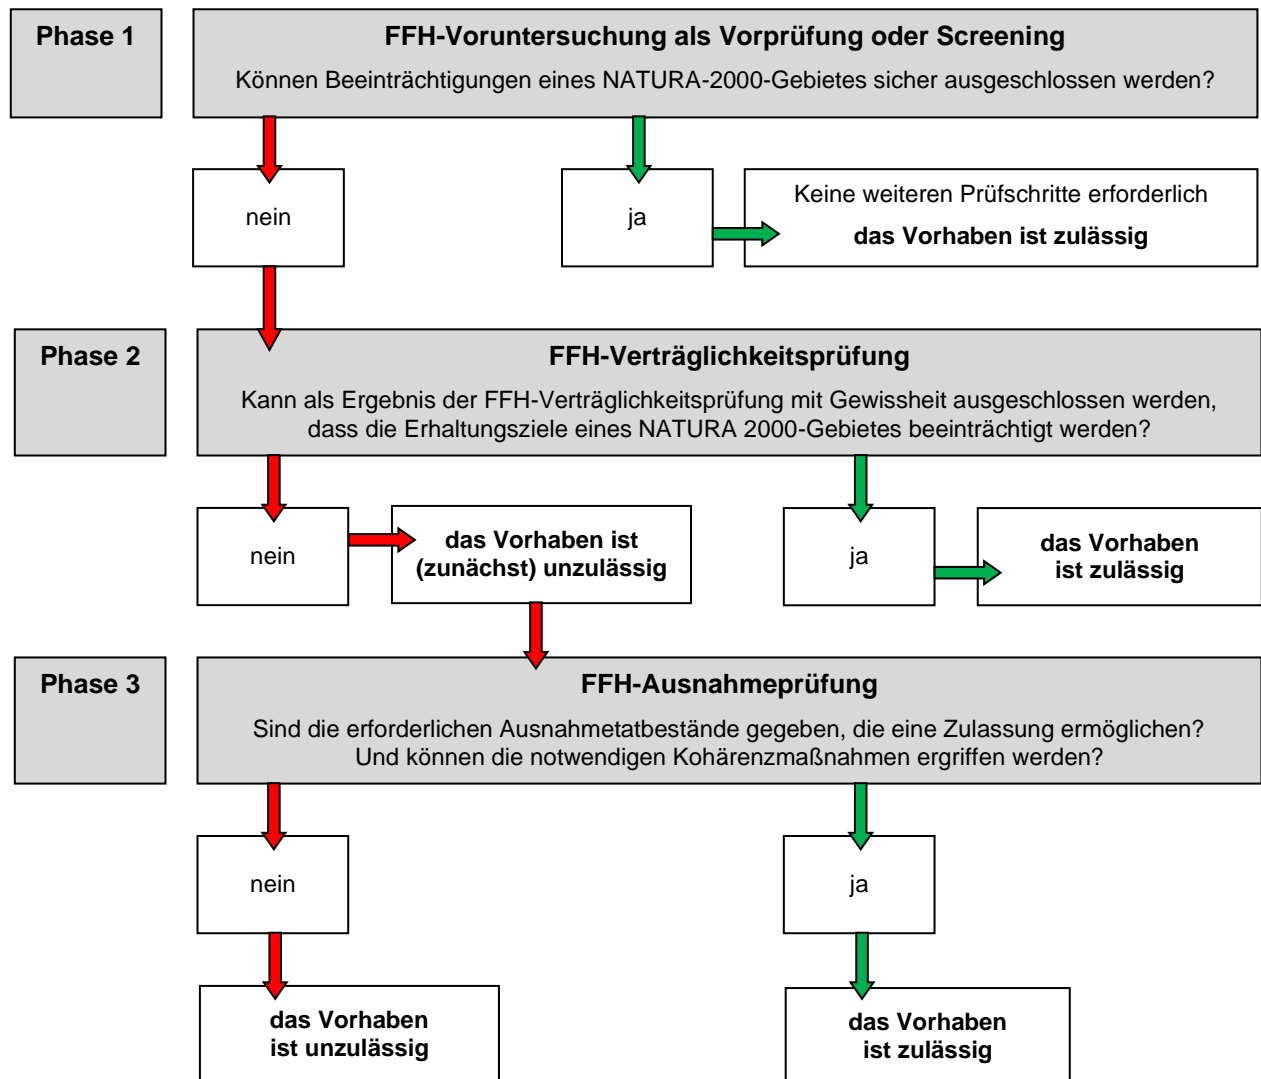 Phase 1
FFH-Voruntersuchung als Vorprüfung oder Screening
Können Beeinträchtigungen eines NATURA-2000-Gebietes sicher ausgeschlossen werden?
nein
ja
Keine weiteren Prüfschritte erforderlich
das Vorhaben ist zulässig
Phase 2
FFH-Verträglichkeitsprüfung
Kann als Ergebnis der FFH-Verträglichkeitsprüfung mit Gewissheit ausgeschlossen werden,
dass die Erhaltungsziele eines NATURA 2000-Gebietes beeinträchtigt werden?
nein
das Vorhaben ist
(zunächst) unzulässig
ja
das Vorhaben
ist zulässig
Phase 3
FFH-Ausnahmeprüfung
Sind die erforderlichen Ausnahmetatbestände gegeben, die eine Zulassung ermöglichen?
Und können die notwendigen Kohärenzmaßnahmen ergriffen werden?
nein
ja
das Vorhaben
ist unzulässig
das Vorhaben
ist zulässig